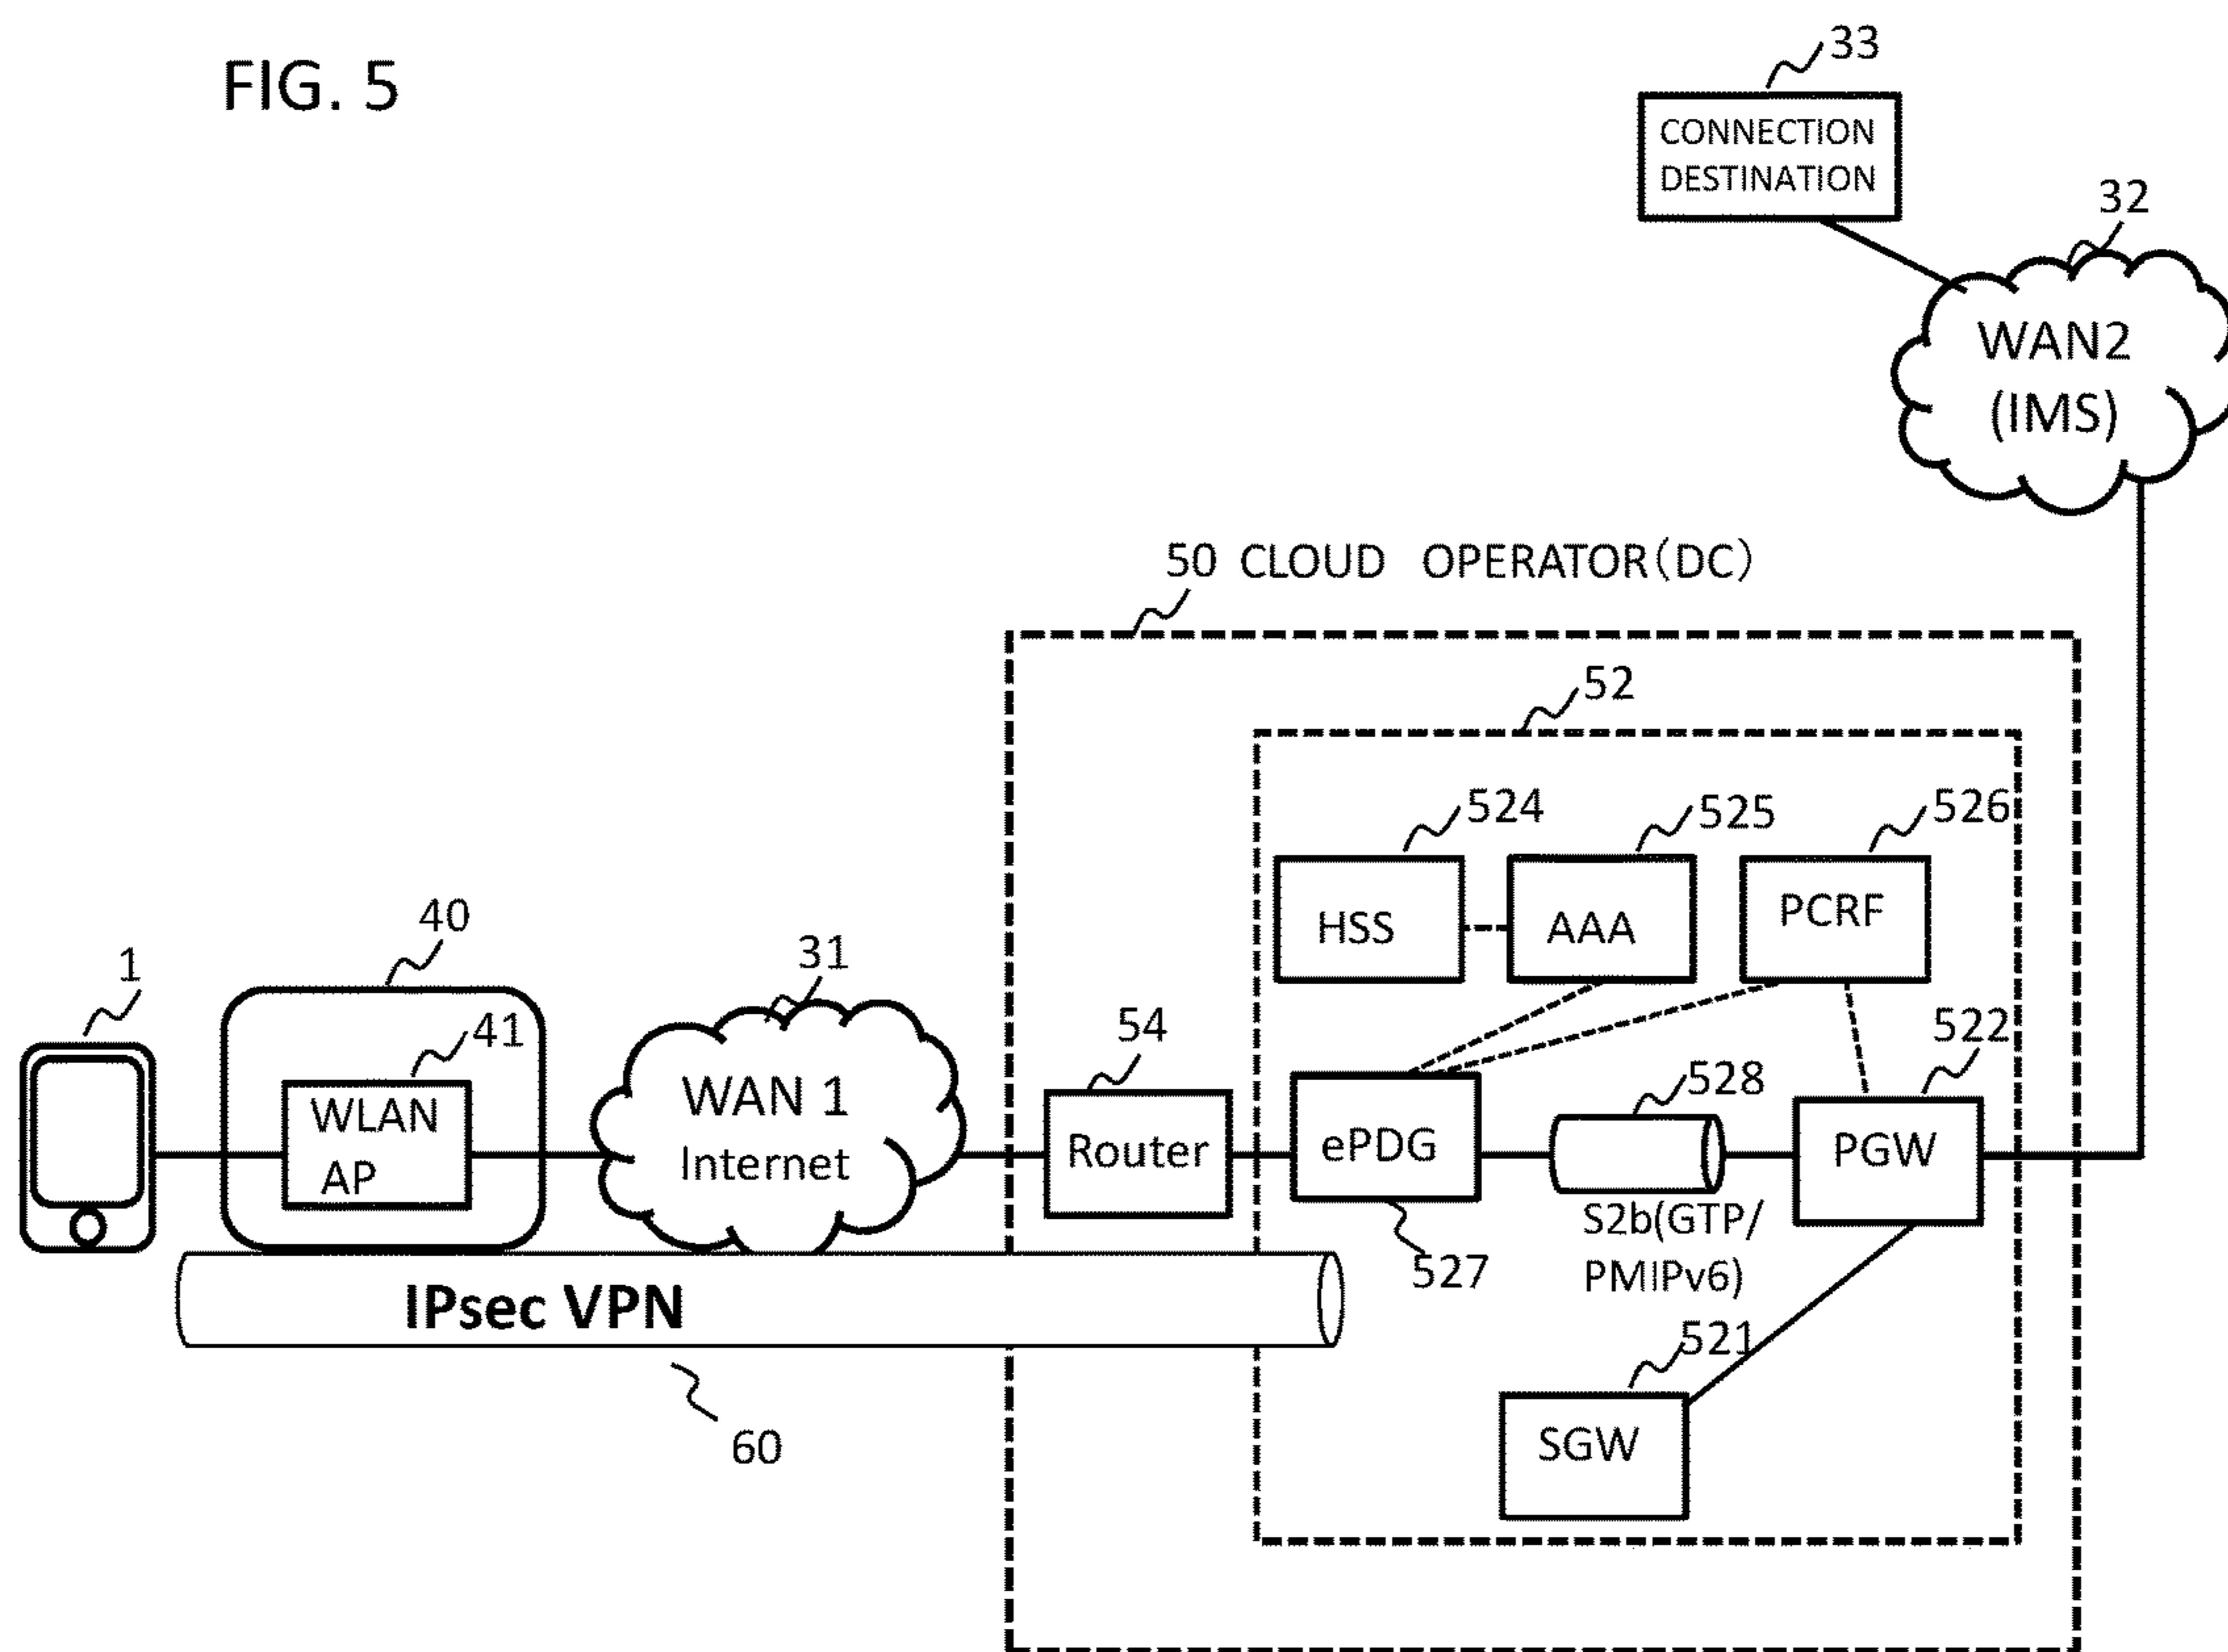 FIG. 5
33
CONNECTION
DESTINATION
32
WAN2
(IMS)
50 CLOUD OPERATOR(DC)
52
524
525
526
HSS
AAA
PCRF
1
40
41
WLAN
AP
31
WAN 1
Internet
54
Router
ePDG
527
528
S2b(GTP/
PMIPv6)
522
PGW
IPsec VPN
60
521
SGW